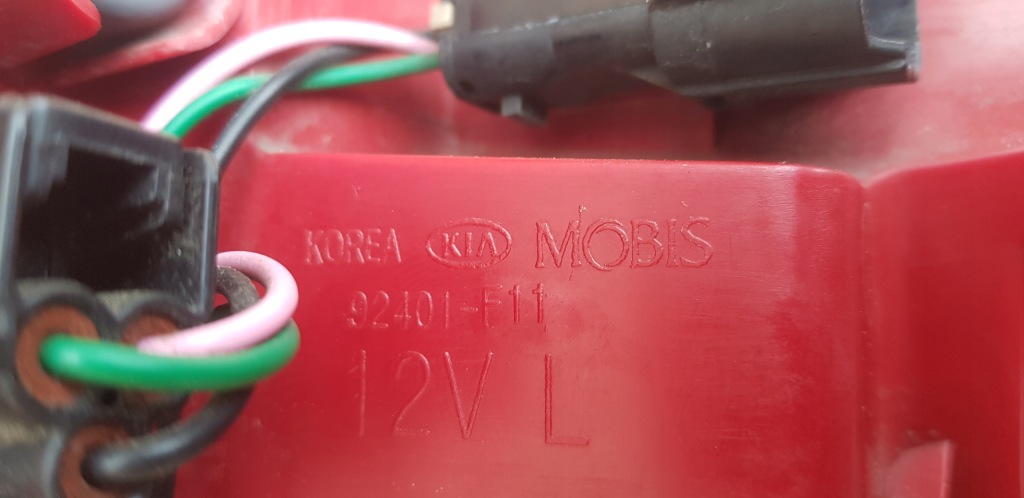 KOREA KIA MOBIS
92401-F11
12V L